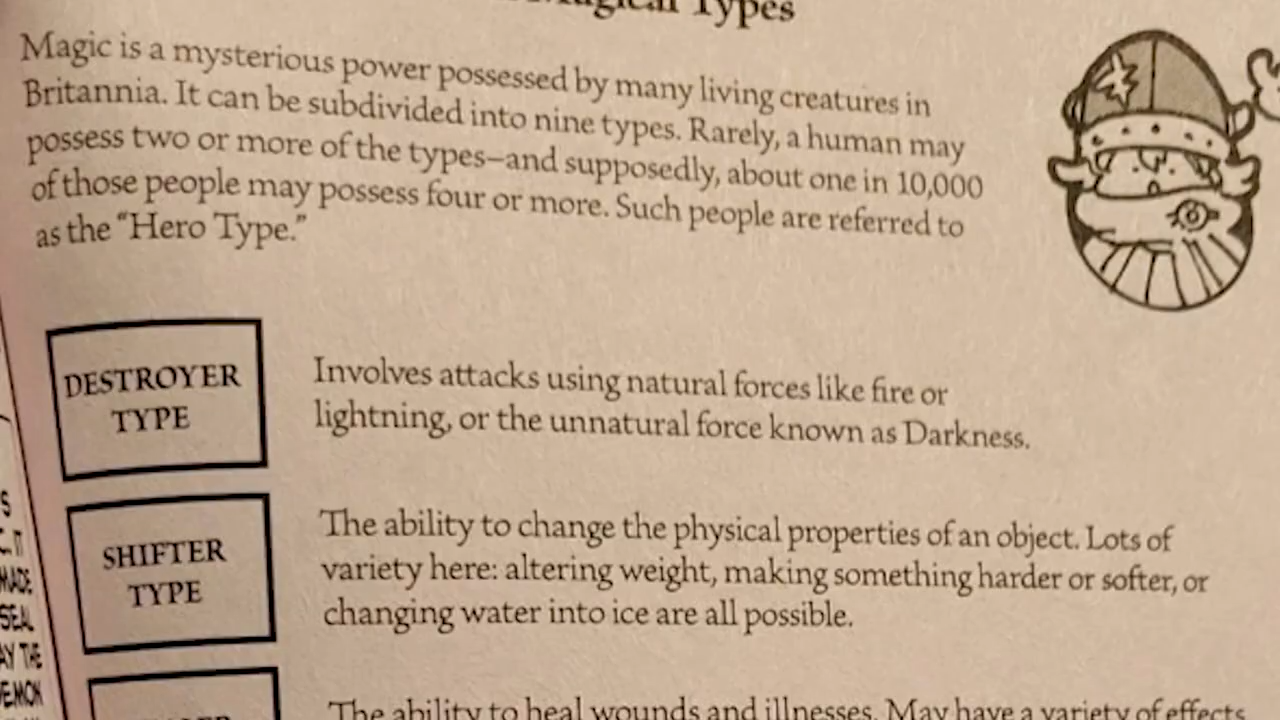 Magical Types
Magic is a mysterious power possessed by many living creatures in
Britannia. It can be subdivided into nine types. Rarely, a human may
possess two or more of the types–and supposedly, about one in 10,000
of those people may possess four or more. Such people are referred to
as the "Hero Type."
DESTROYER
TYPE
Involves attacks using natural forces like fire or
lightning, or the unnatural force known as Darkness.
SHIFTER
TYPE
The ability to change the physical properties of an object. Lots of
variety here: altering weight, making something harder or softer, or
changing water into ice are all possible.
The ability to heal wounds and illnesses. May have a variety of effects
MADE
SEAL
THE